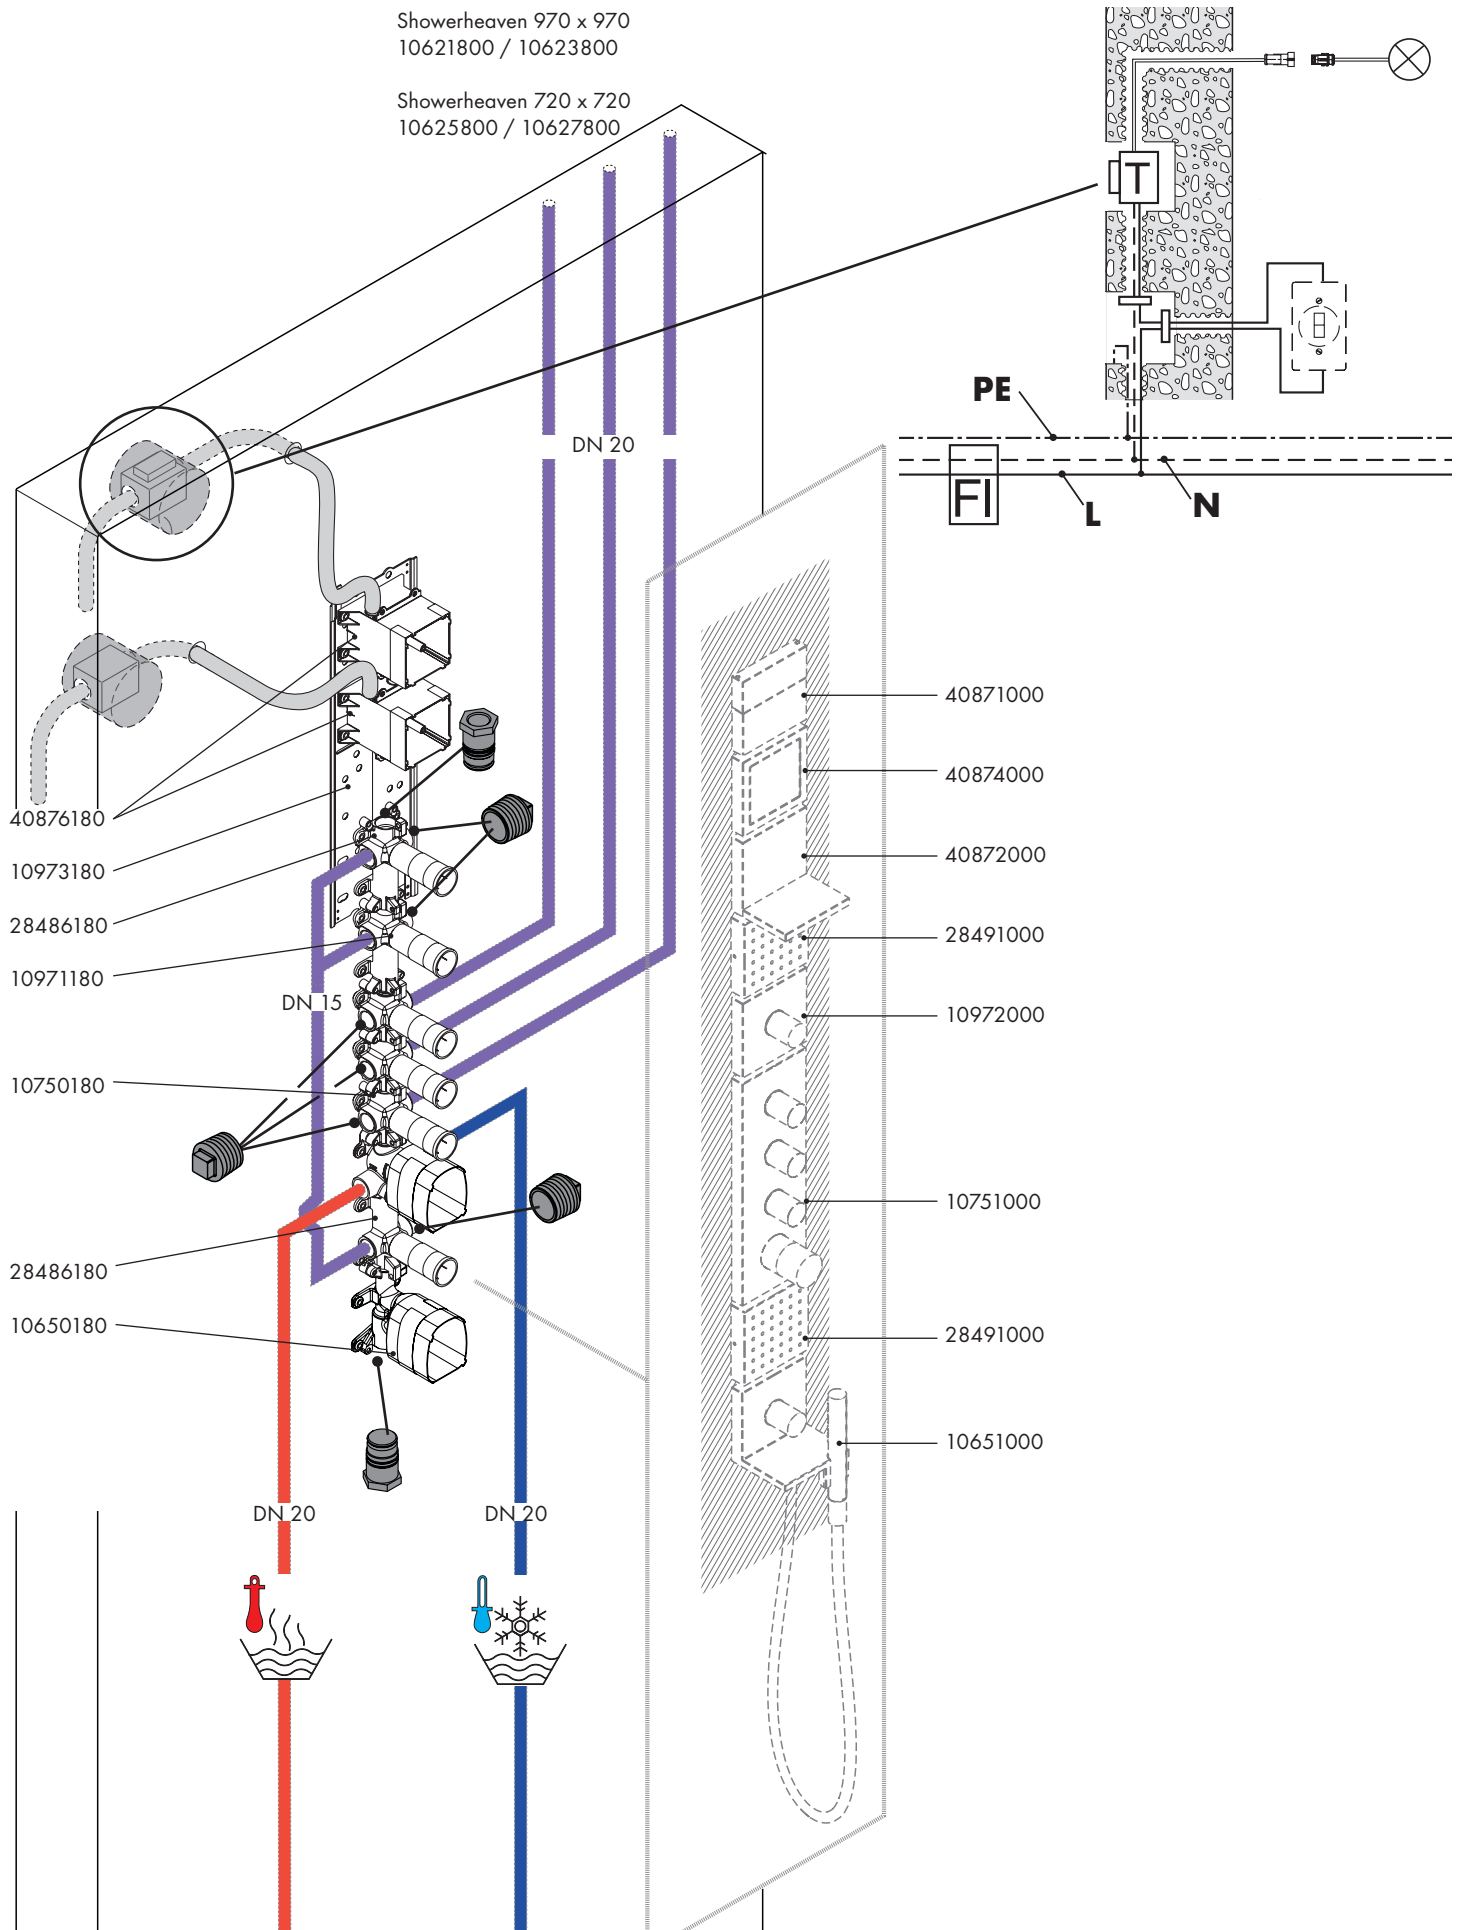 Showerheaven 970 x 970
10621800 / 10623800
Showerheaven 720 x 720
10625800 / 10627800
T
PE
FI
L
N
DN 20
40871000
40874000
40872000
28491000
10972000
10751000
28491000
10651000
40876180
10973180
28486180
10971180
DN 15
10750180
28486180
10650180
DN 20
DN 20